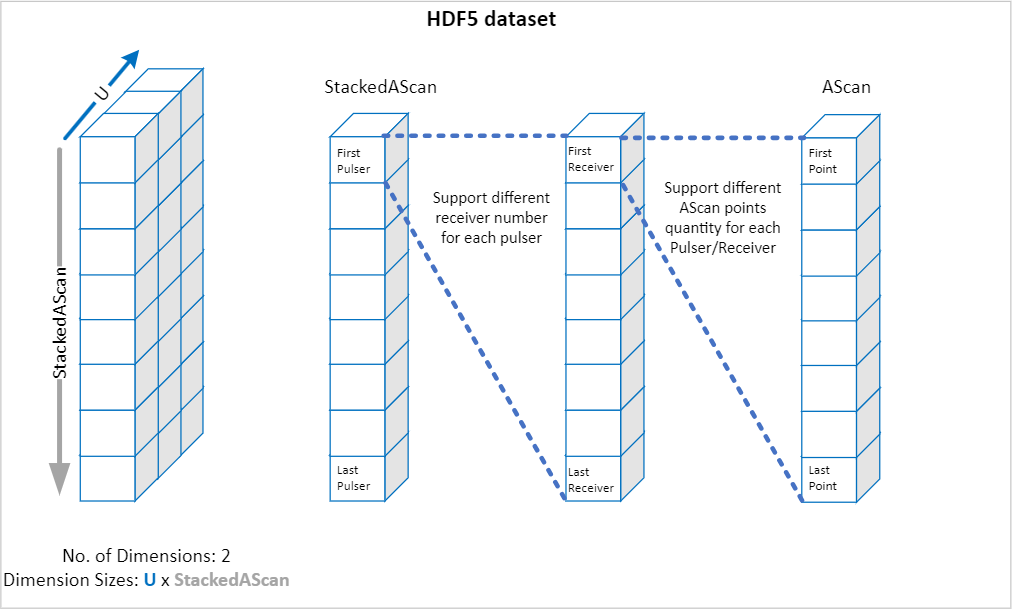 HDF5 dataset
U
StackedAScan
StackedAScan
AScan
First
Pulser
First
Receiver
First
Point
Support different
receiver number
for each pulser
Support different
AScan points
quantity for each
Pulser/Receiver
Last
Pulser
Last
Receiver
Last
Point
No. of Dimensions: 2
Dimension Sizes: U x StackedAScan